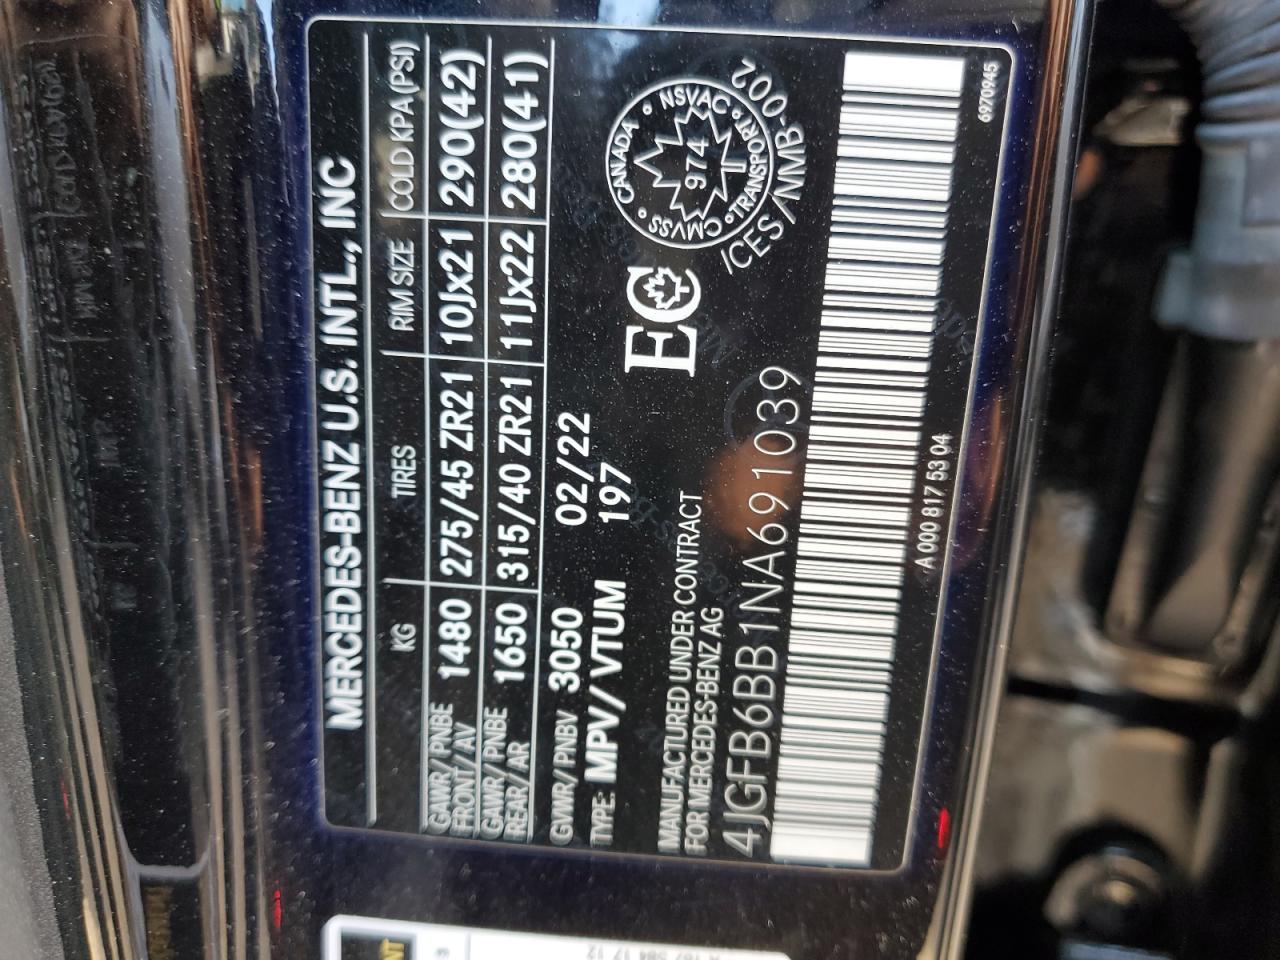 MERCEDES-BENZ U.S. INTL., INC
KG TIRES RIM SIZE COLD KPA (PSI)
GAWR/PNBE FRONT/AV 1480 275/45 ZR21 10Jx21 290(42)
GAWR/PNBE REAR/AR 1650 315/40 ZR21 11Jx22 280(41)
GVWR/PNBV 3050 02/22
TYPE: MPV/VTUM 197
EC
CANADA NSVAC TRANSPORT CMVSS
974
ICES/NMB-002
MANUFACTURED UNDER CONTRACT
FOR MERCEDES-BENZ AG
4JGFB6BB1NA691039
A 000 817 53 04
6970945